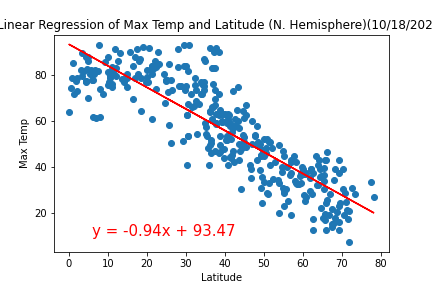 Linear Regression of Max Temp and Latitude (N. Hemisphere)(10/18/202
Max Temp
80
60
40
20
y = -0.94x + 93.47
0 10 20 30 40 50 60 70 80
Latitude